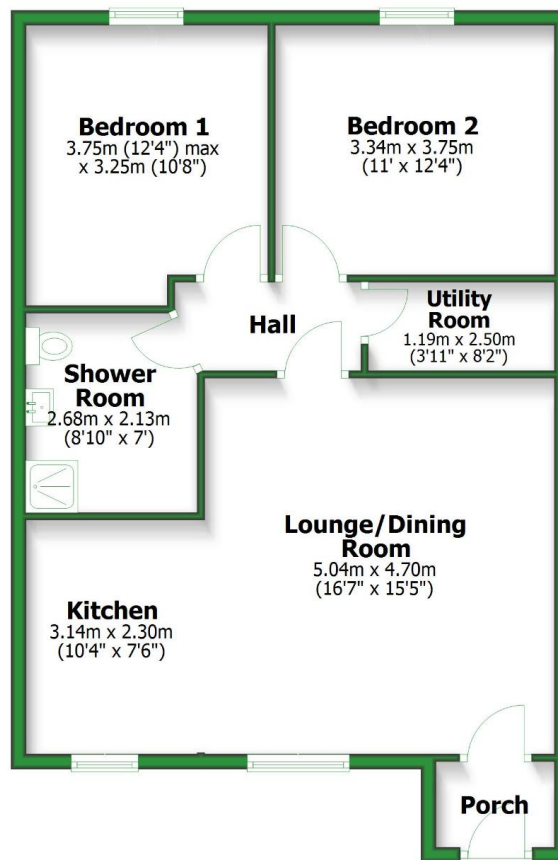 Bedroom 1
3.75m (12'4") max
x 3.25m (10'8")
Bedroom 2
3.34m x 3.75m
(11' x 12'4")
Hall
Utility
Room
1.19m x 2.50m
(3'11" x 8'2")
Shower
Room
2.68m x 2.13m
(8'10" x 7')
Lounge/Dining
Room
5.04m x 4.70m
(16'7" x 15'5")
Kitchen
3.14m x 2.30m
(10'4" x 7'6")
Porch